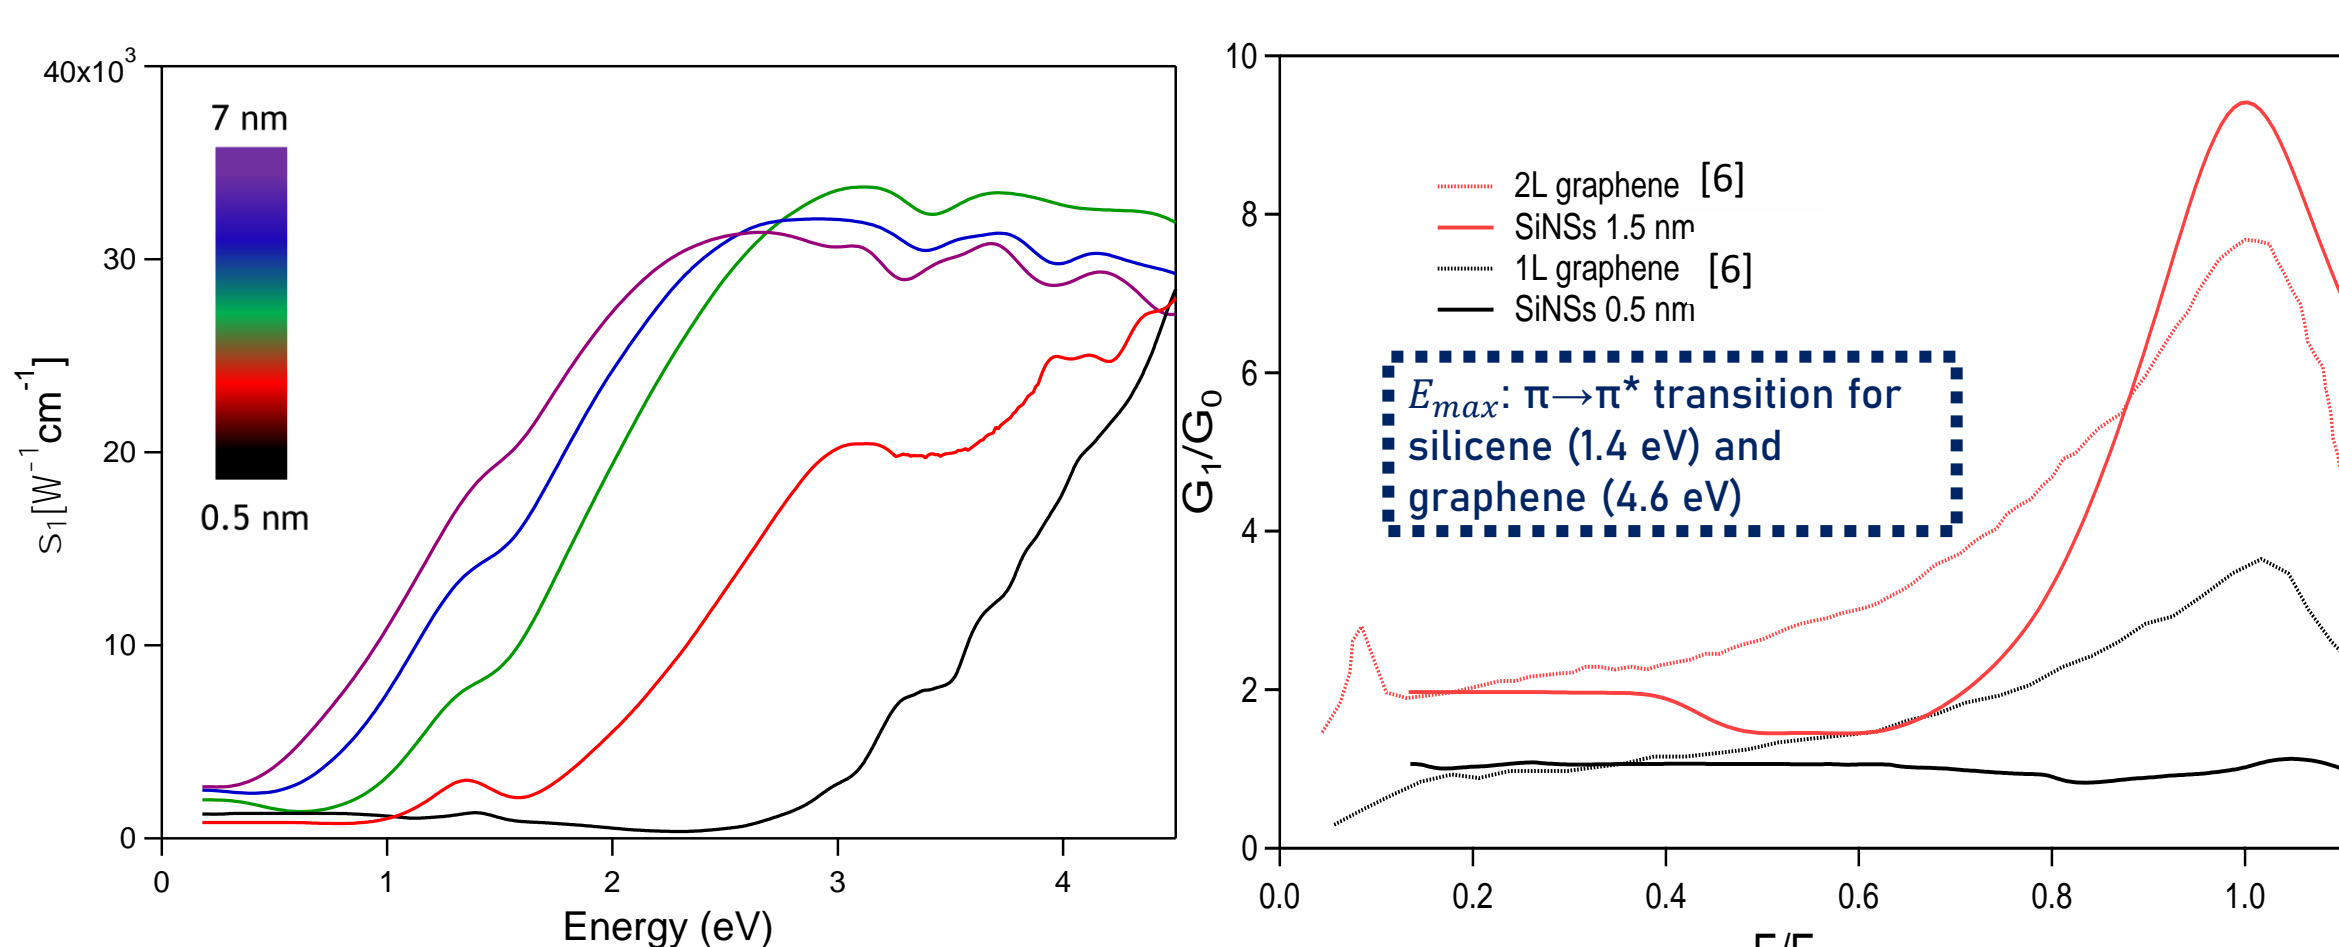 40x10³
30
20
10
0
0 1 2 3 4
Energy (eV)
S₁[W⁻¹cm⁻¹]
7 nm
0.5 nm
10
8
6
4
2
0
0.0 0.2 0.4 0.6 0.8 1.0
G₁/G₀
2L graphene [6]
SiNSs 1.5 nm
1L graphene [6]
SiNSs 0.5 nm
E_max: π→π* transition for
silicene (1.4 eV) and
graphene (4.6 eV)